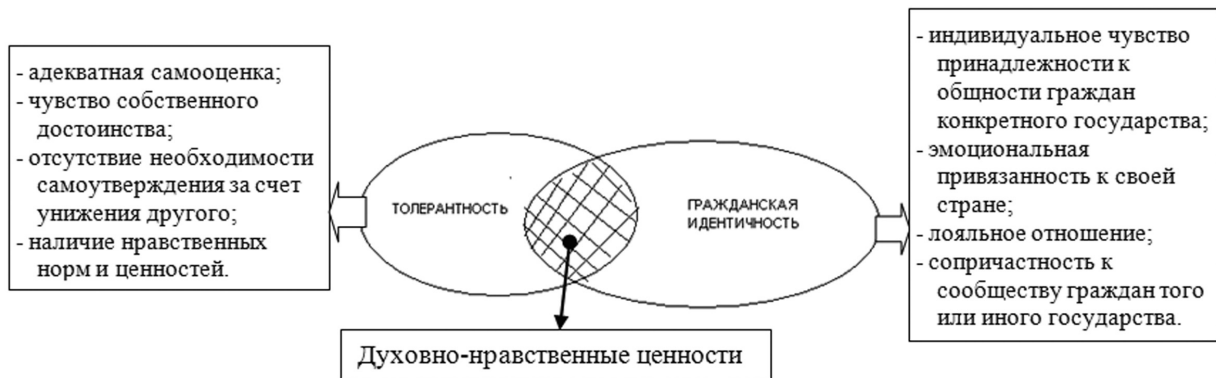 - адекватная самооценка;
- чувство собственного
достоинства;
- отсутствие необходимости
самоутверждения за счет
унижения другого;
- наличие нравственных
норм и ценностей.
ТОЛЕРАНТНОСТЬ
ГРАЖДАНСКАЯ
ИДЕНТИЧНОСТЬ
- индивидуальное чувство
принадлежности к
общности граждан
конкретного государства;
- эмоциональная
привязанность к своей
стране;
- лояльное отношение;
- сопричастность к
сообществу граждан того
или иного государства.
Духовно-нравственные ценности